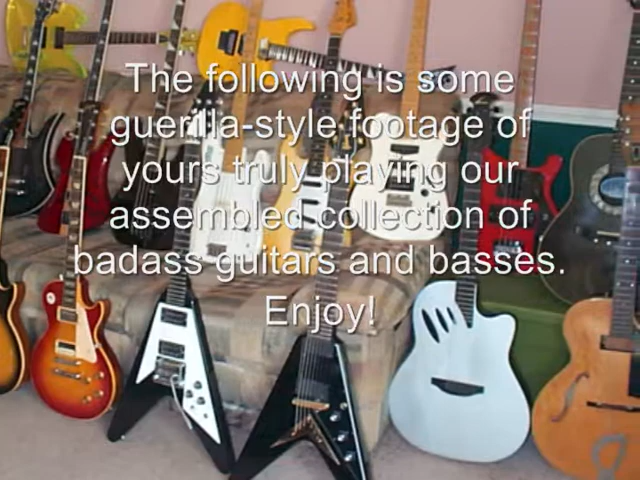 The following is some
guerilla-style footage of
yours truly playing our
assembled collection of
badass guitars and basses.
Enjoy!